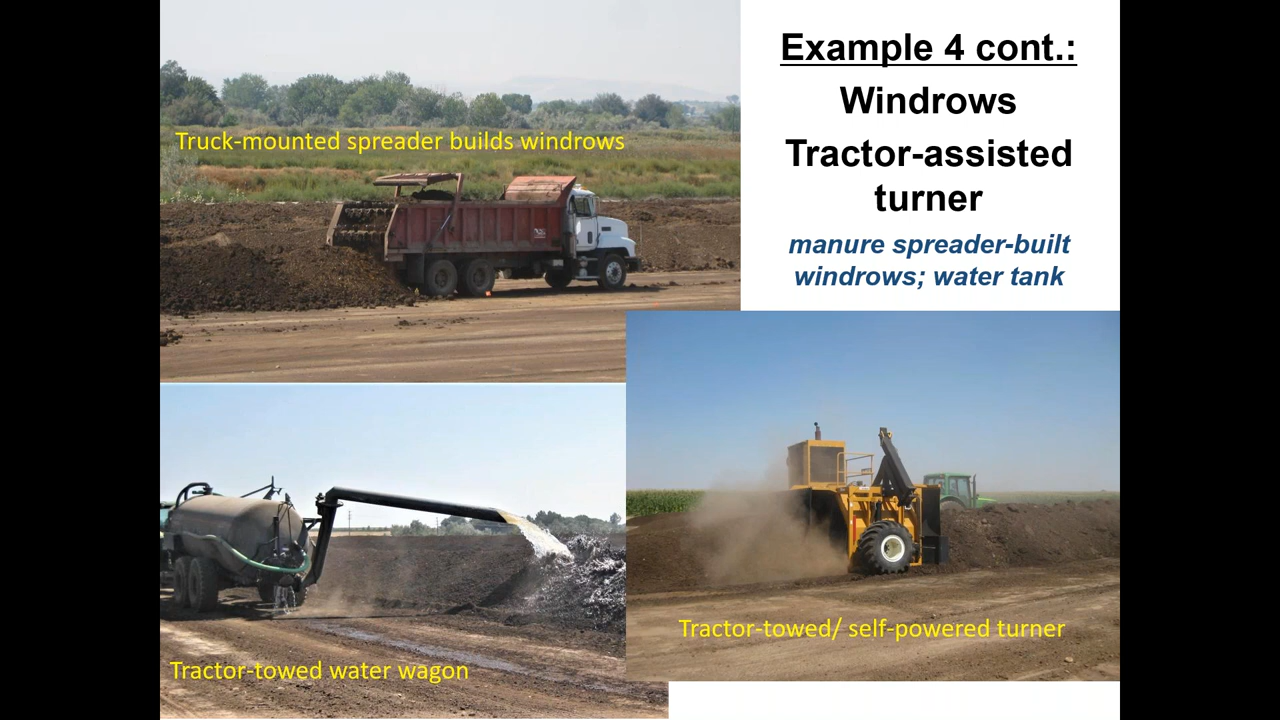 Example 4 cont.:
Windrows
Tractor-assisted
turner
manure spreader-built
windrows; water tank
Truck-mounted spreader builds windrows
Tractor-towed/ self-powered turner
Tractor-towed water wagon